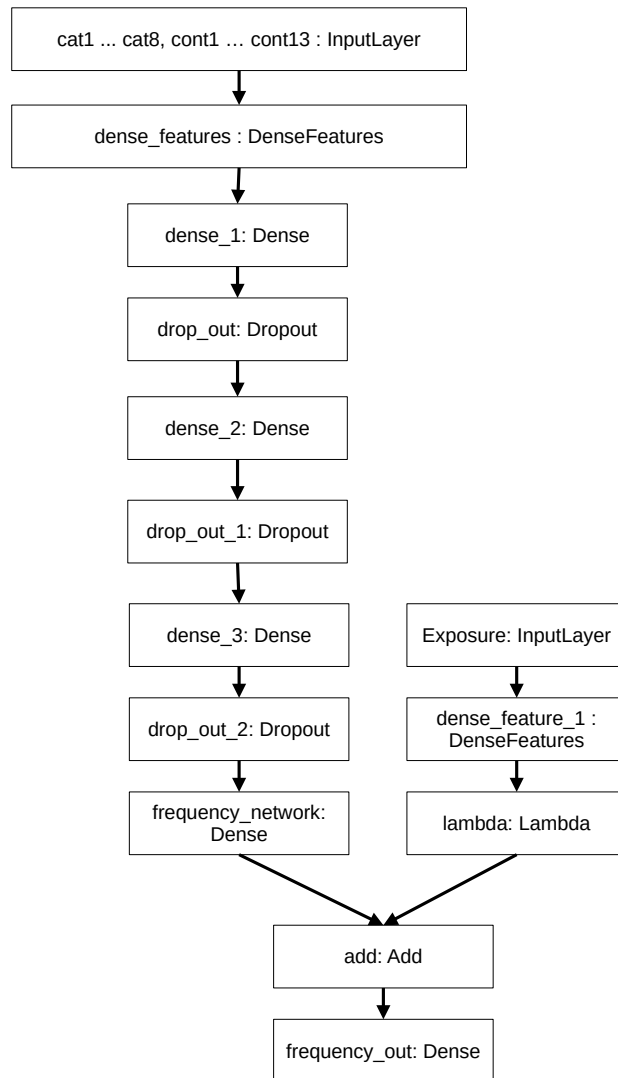 cat1 ... cat8, cont1 … cont13 : InputLayer
dense_features : DenseFeatures
dense_1: Dense
drop_out: Dropout
dense_2: Dense
drop_out_1: Dropout
dense_3: Dense
Exposure: InputLayer
drop_out_2: Dropout
dense_feature_1 :
DenseFeatures
frequency_network:
Dense
lambda: Lambda
add: Add
frequency_out: Dense